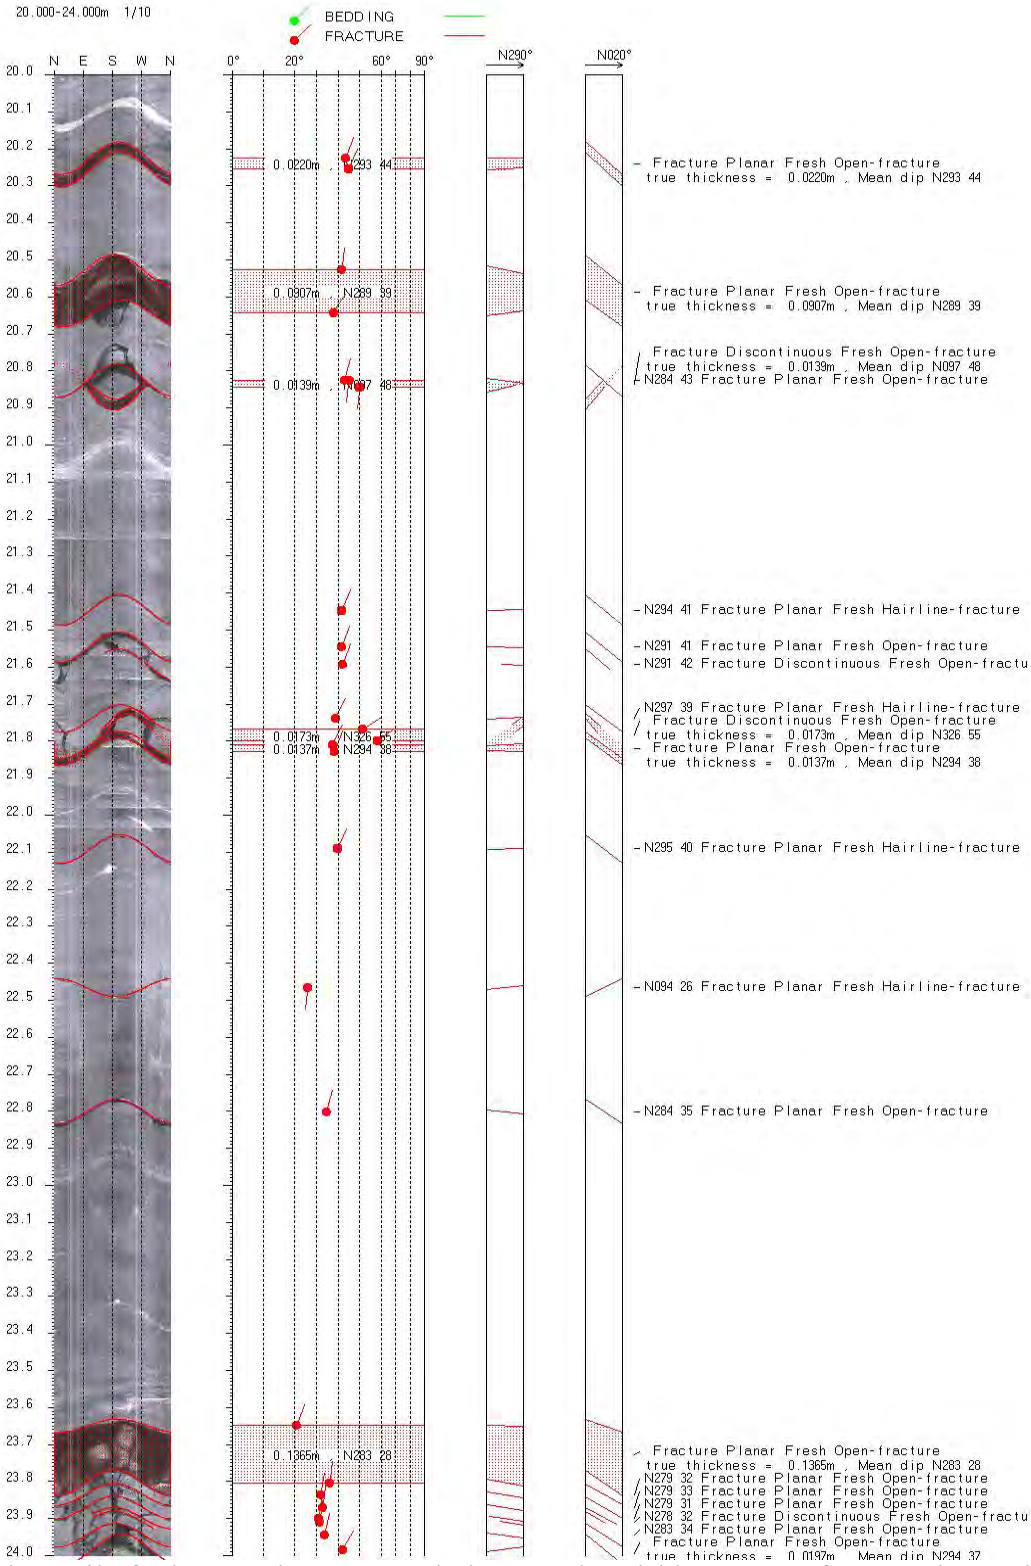 20.000-24.000m 1/10
BEDDING
FRACTURE
N E S W N
0° 20° 60° 90°
N290°
N020°
20.0
20.1
20.2
0.0220m , N293 44
Fracture Planar Fresh Open-fracture
true thickness = 0.0220m , Mean dip N293 44
20.3
20.4
20.5
0.0907m , N289 39
Fracture Planar Fresh Open-fracture
20.6
true thickness = 0.0907m , Mean dip N289 39
20.7
Fracture Discontinuous Fresh Open-fracture
20.8
true thickness = 0.0139m , Mean dip N097 48
0.0139m , N097 48
N284 43 Fracture Planar Fresh Open-fracture
20.9
21.0
21.1
21.2
21.3
21.4
N294 41 Fracture Planar Fresh Hairline-fracture
21.5
N291 41 Fracture Planar Fresh Open-fracture
21.6
N291 42 Fracture Discontinuous Fresh Open-fractu
21.7
N297 39 Fracture Planar Fresh Hairline-fracture
Fracture Discontinuous Fresh Open-fracture
0.0173m , N326 55
true thickness = 0.0173m , Mean dip N326 55
21.8
0.0137m , N294 38
Fracture Planar Fresh Open-fracture
true thickness = 0.0137m , Mean dip N294 38
21.9
22.0
22.1
N295 40 Fracture Planar Fresh Hairline-fracture
22.2
22.3
22.4
22.5
N094 26 Fracture Planar Fresh Hairline-fracture
22.6
22.7
22.8
N284 35 Fracture Planar Fresh Open-fracture
22.9
23.0
23.1
23.2
23.3
23.4
23.5
23.6
23.7
0.1365m , N283 28
Fracture Planar Fresh Open-fracture
true thickness = 0.1365m , Mean dip N283 28
23.8
N279 32 Fracture Planar Fresh Open-fracture
N279 33 Fracture Planar Fresh Open-fracture
N279 31 Fracture Planar Fresh Open-fracture
23.9
N278 32 Fracture Discontinuous Fresh Open-fractu
N283 34 Fracture Planar Fresh Open-fracture
Fracture Planar Fresh Open-fracture
24.0
true thickness = 0.0197m , Mean dip N294 37